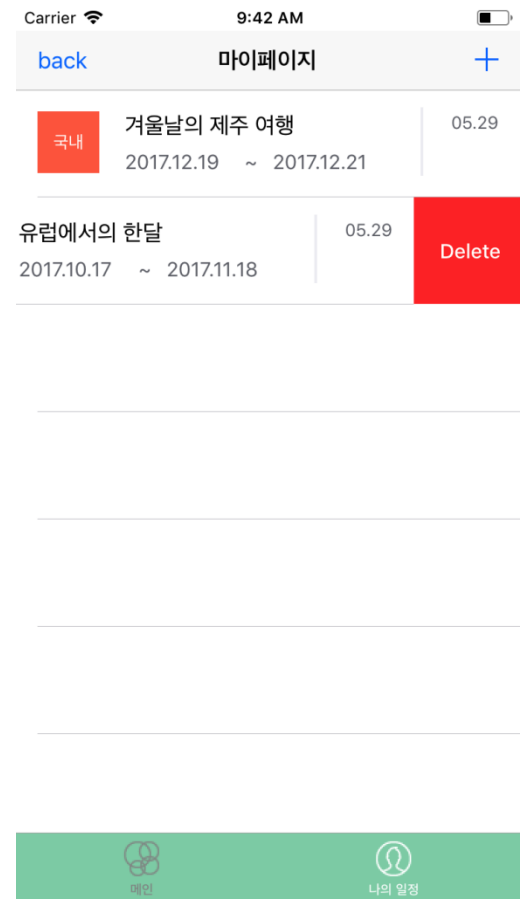 Carrier 9:42 AM
back 마이페이지
국내 겨울날의 제주 여행 05.29
2017.12.19 ~ 2017.12.21
유럽에서의 한달 05.29
2017.10.17 ~ 2017.11.18
Delete
메인 나의 일정